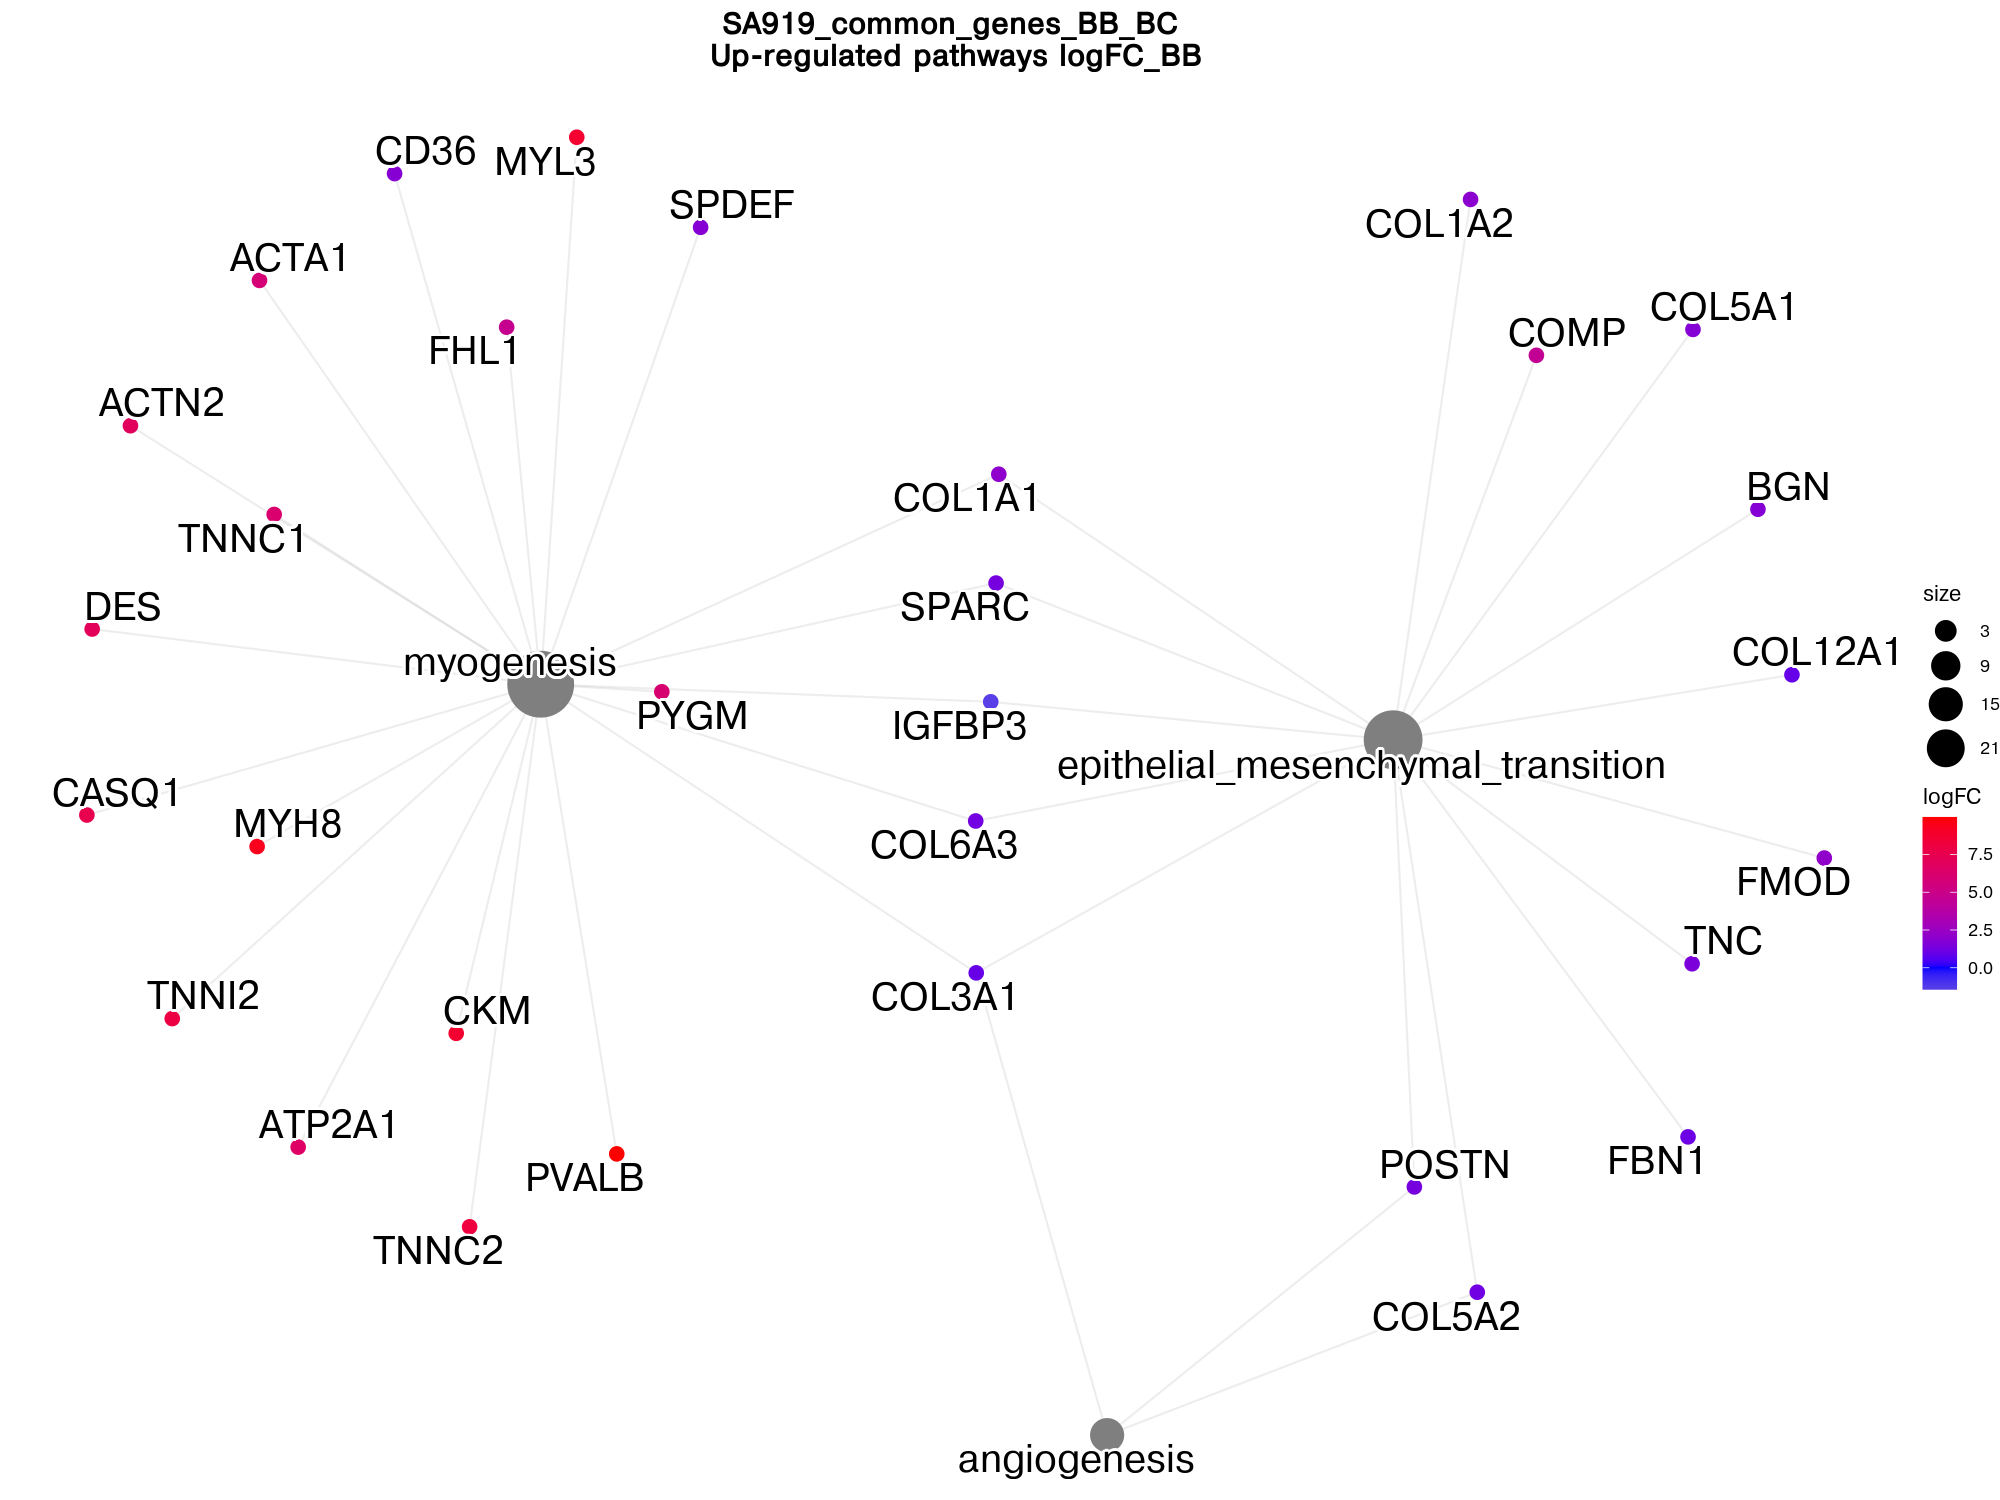 SA919_common_genes_BB_BC
Up-regulated pathways logFC_BB
CD36
MYL3
SPDEF
COL1A2
ACTA1
COL5A1
COMP
FHL1
ACTN2
BGN
COL1A1
TNNC1
DES
SPARC
size
3
myogenesis
COL12A1
9
15
PYGM
IGFBP3
21
epithelial_mesenchymal_transition
logFC
CASQ1
MYH8
COL6A3
7.5
FMOD
5.0
2.5
TNC
0.0
TNNI2
COL3A1
CKM
ATP2A1
POSTN
FBN1
PVALB
TNNC2
COL5A2
angiogenesis